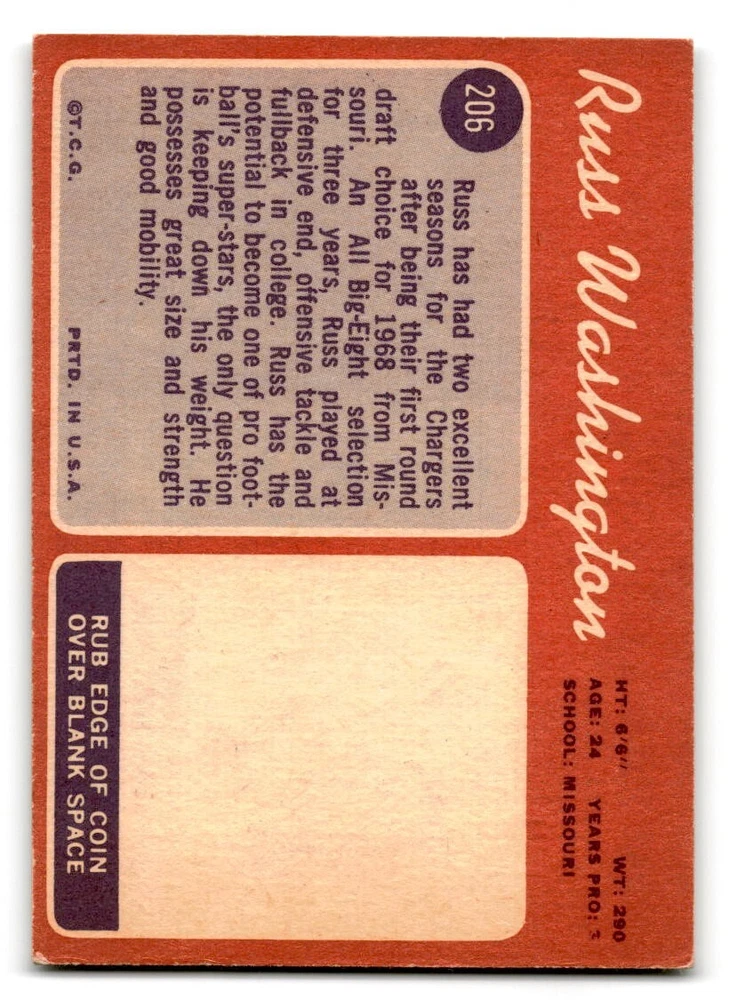 Russ Washington
HT: 6'6" WT: 290
AGE: 24 YEARS PRO: 3
SCHOOL: MISSOURI
206
Russ has had two excellent
seasons for the Chargers
after being their first round
draft choice for 1968 from Mis-
souri. An All Big-Eight selection
for three years, Russ played at
defensive end, offensive tackle and
fullback in college. Russ has the
potential to become one of pro foot-
ball's super-stars, the only question
is keeping down his weight. He
possesses great size and strength
and good mobility.
©T.C.G. PRTD. IN U.S.A.
RUB EDGE OF COIN
OVER BLANK SPACE